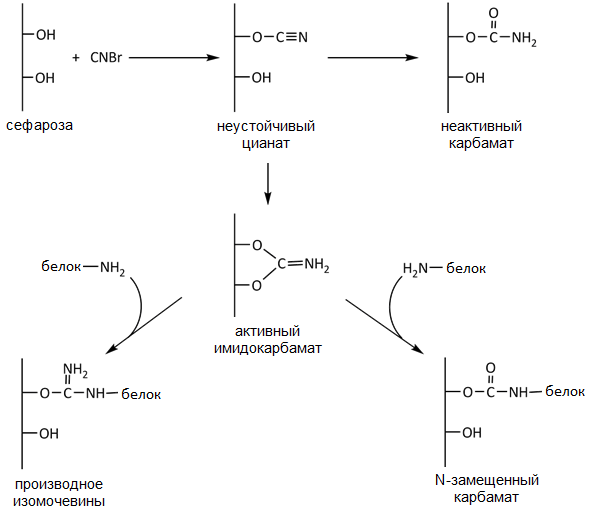 OH
OH
+ CNBr
сефароза
O—C≡N
OH
неустойчивый
цианат
O
O—C—NH₂
OH
неактивный
карбамат
белок—NH₂
O
C=NH₂
O
активный
имидокарбамат
H₂N—белок
NH₂
O—C—NH—белок
OH
производное
изомочевины
O
O—C—NH—белок
OH
N-замещенный
карбамат